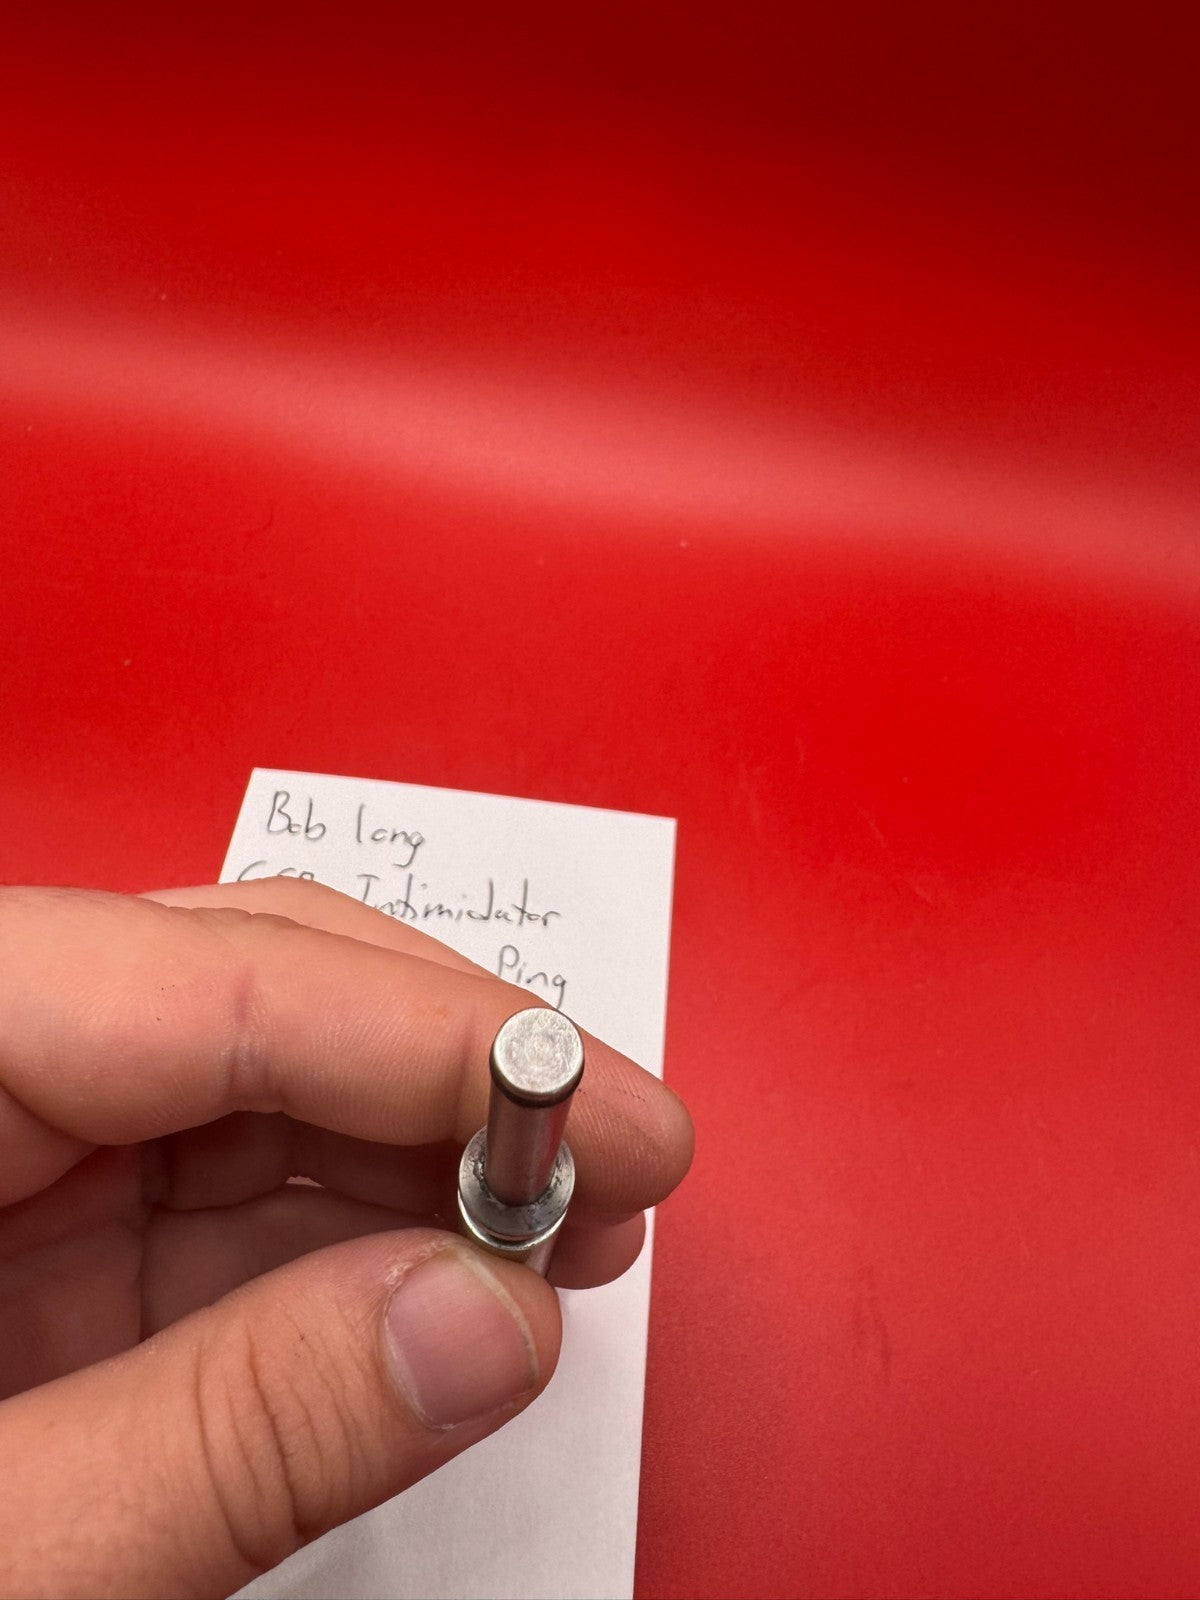 Bob long
Intimidator
Ping